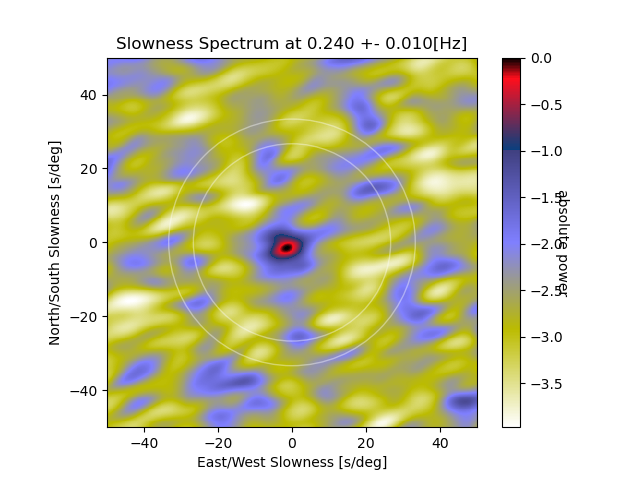 Slowness Spectrum at 0.240 +- 0.010[Hz]
North/South Slowness [s/deg]
40
20
0
−20
−40
−40 −20 0 20 40
East/West Slowness [s/deg]
0.0
−0.5
−1.0
−1.5
−2.0
−2.5
−3.0
−3.5
absolute power